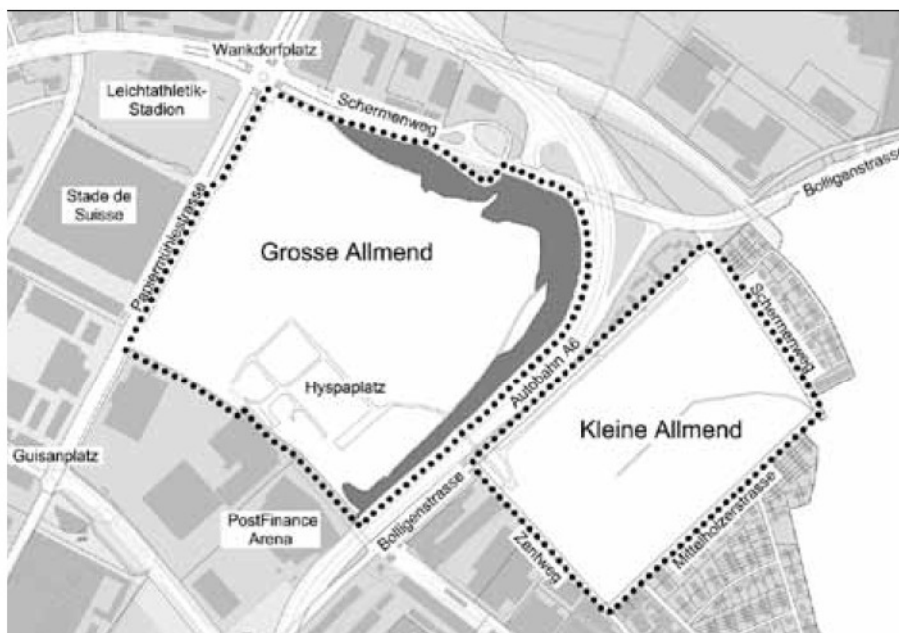 Wankdorfplatz
Leichtathletik-
Stadion
Schermenweg
Bolligenstrasse
Stade de
Suisse
Papiermühlestrasse
Grosse Allmend
Schermenweg
Autobahn A6
Hyspaplatz
Kleine Allmend
Guisanplatz
Bolligenstrasse
PostFinance
Arena
Zentweg
Mittelholzerstrasse